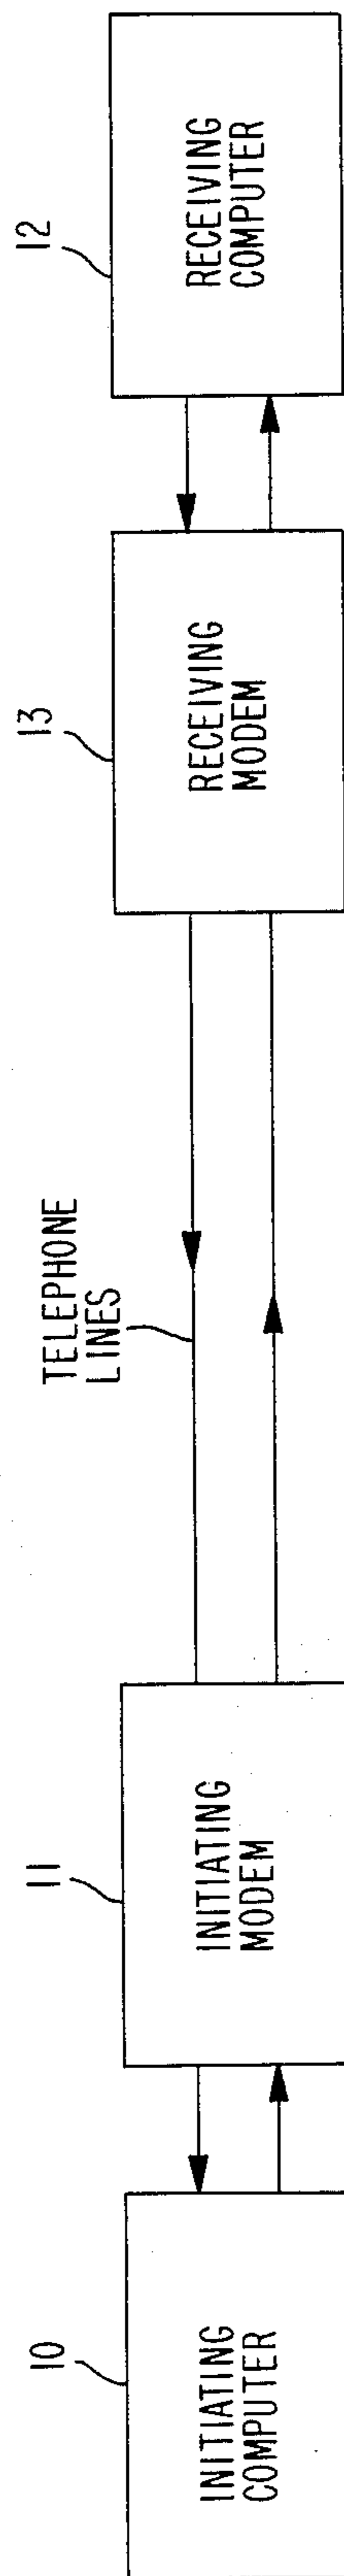 10
INITIATING
COMPUTER
11
INITIATING
MODEM
TELEPHONE
LINES
13
RECEIVING
MODEM
12
RECEIVING
COMPUTER